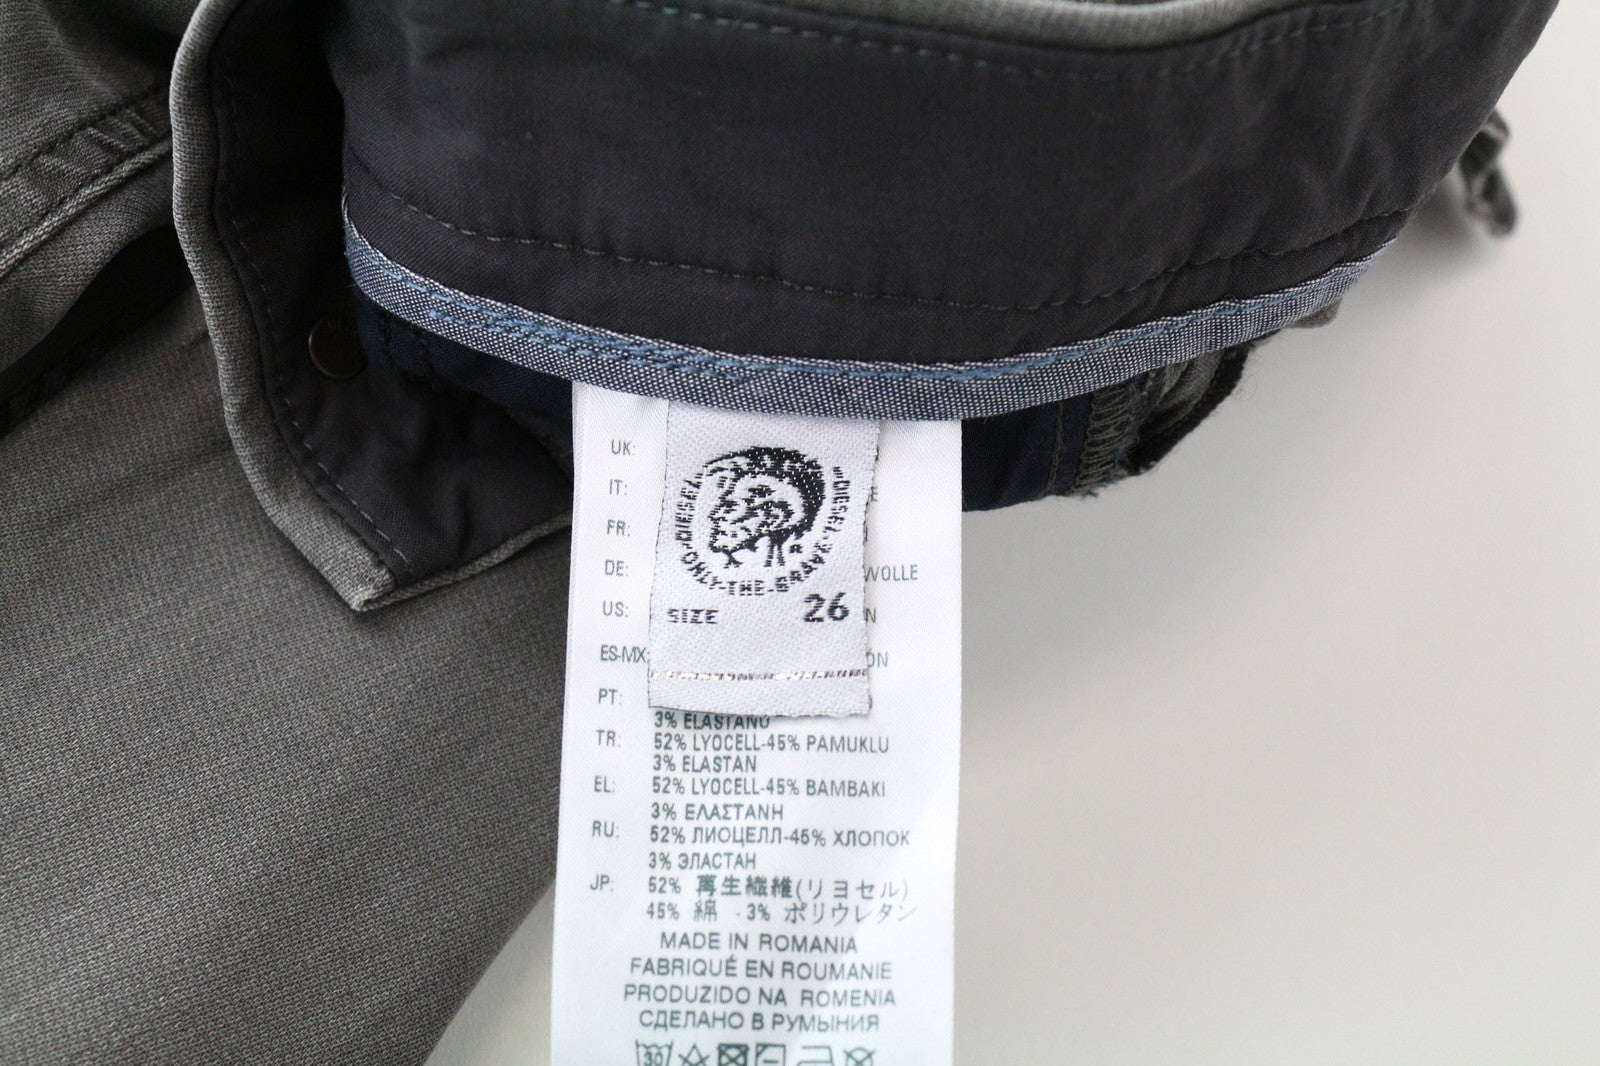 UK:
IT:
FR:
DE: WOLLE
US:
ES-MX:
PT:
"DIESEL"
ONLY-THE-BRAVE
"DIESEL"
R
SIZE 26
3% ELASTANO
TR: 52% LYOCELL-45% PAMUKLU
3% ELASTAN
EL: 52% LYOCELL-45% BAMBAKI
3% ΕΛΑΣΤΑΝΗ
RU: 52% ЛИОЦЕЛЛ-45% ХЛОПОК
3% ЭЛАСТАН
JP: 52% 再生繊維(リヨセル)
45% 綿 - 3% ポリウレタン
MADE IN ROMANIA
FABRIQUÉ EN ROUMANIE
PRODUZIDO NA ROMENIA
СДЕЛАНО В РУМЫНИЯ
30